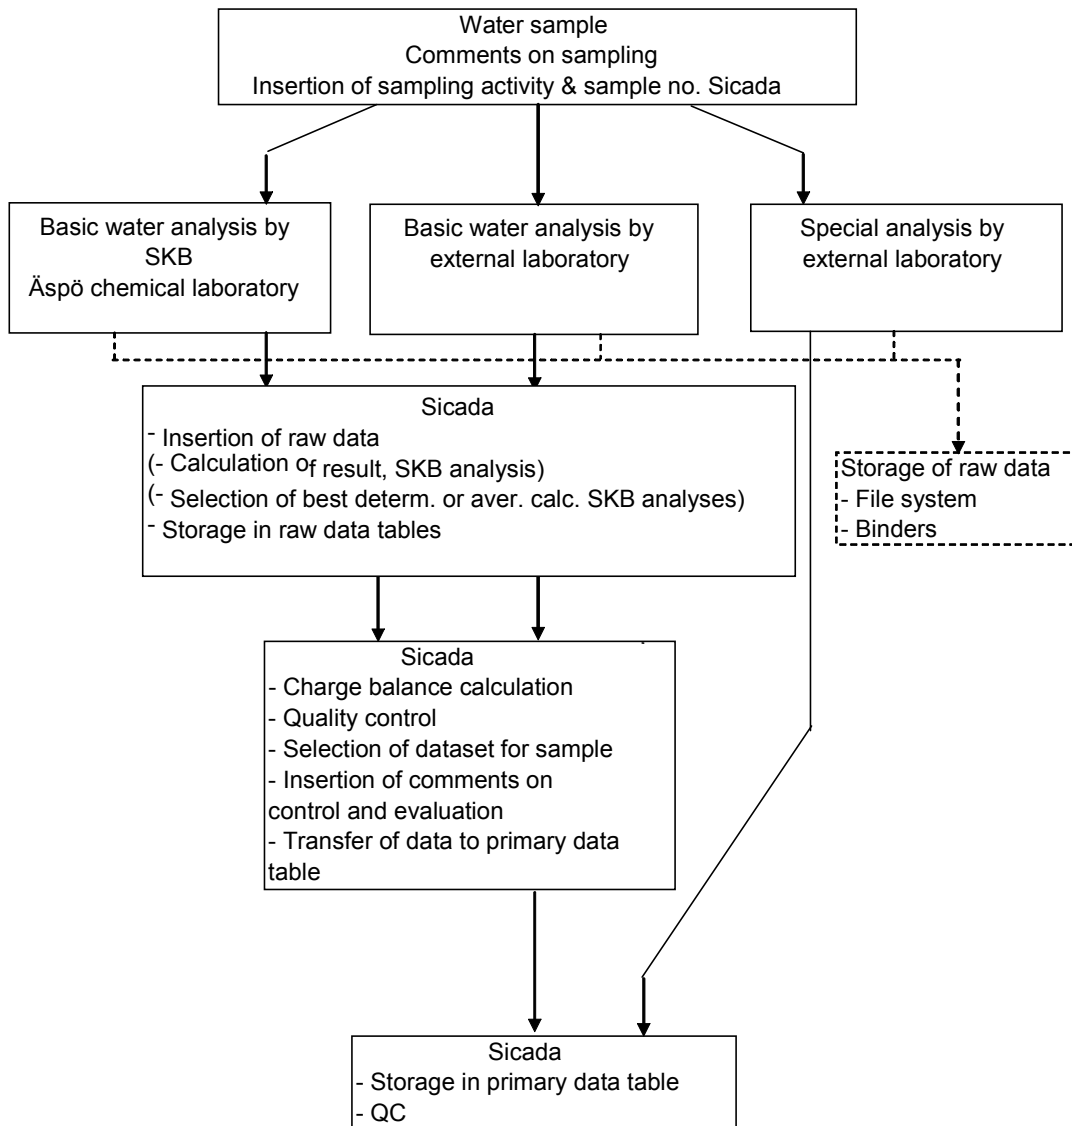 Water sample
Comments on sampling
Insertion of sampling activity & sample no. Sicada
Basic water analysis by
SKB
Äspö chemical laboratory
Basic water analysis by
external laboratory
Special analysis by
external laboratory
Sicada
- Insertion of raw data
(- Calculation of result, SKB analysis)
(- Selection of best determ. or aver. calc. SKB analyses)
- Storage in raw data tables
Storage of raw data
- File system
- Binders
Sicada
- Charge balance calculation
- Quality control
- Selection of dataset for sample
- Insertion of comments on
control and evaluation
- Transfer of data to primary data
table
Sicada
- Storage in primary data table
- QC